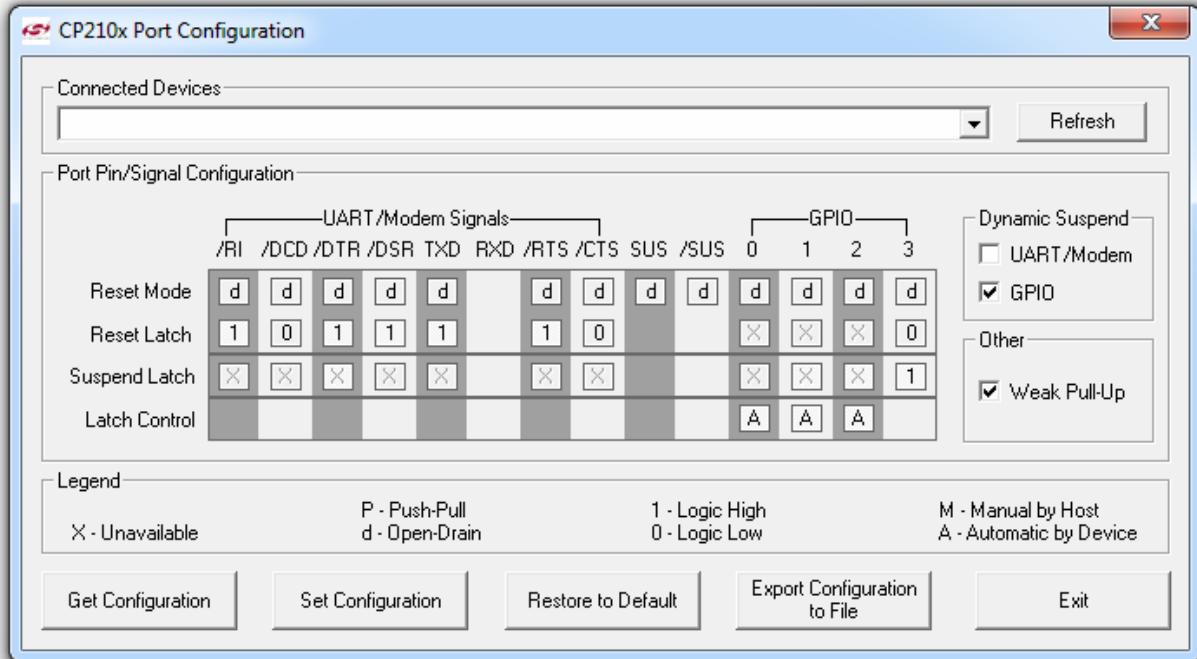 CP210x Port Configuration
Connected Devices
Refresh
Port Pin/Signal Configuration
UART/Modem Signals GPIO
/RI /DCD /DTR /DSR TXD RXD /RTS /CTS SUS /SUS 0 1 2 3
Reset Mode d d d d d d d d d d d d d
Reset Latch 1 0 1 1 1 1 0 X X X 0
Suspend Latch X X X X X X X X X X 1
Latch Control A A A
Dynamic Suspend
UART/Modem
GPIO
Other
Weak Pull-Up
Legend
P - Push-Pull 1 - Logic High M - Manual by Host
X - Unavailable d - Open-Drain 0 - Logic Low A - Automatic by Device
Get Configuration Set Configuration Restore to Default Export Configuration to File Exit